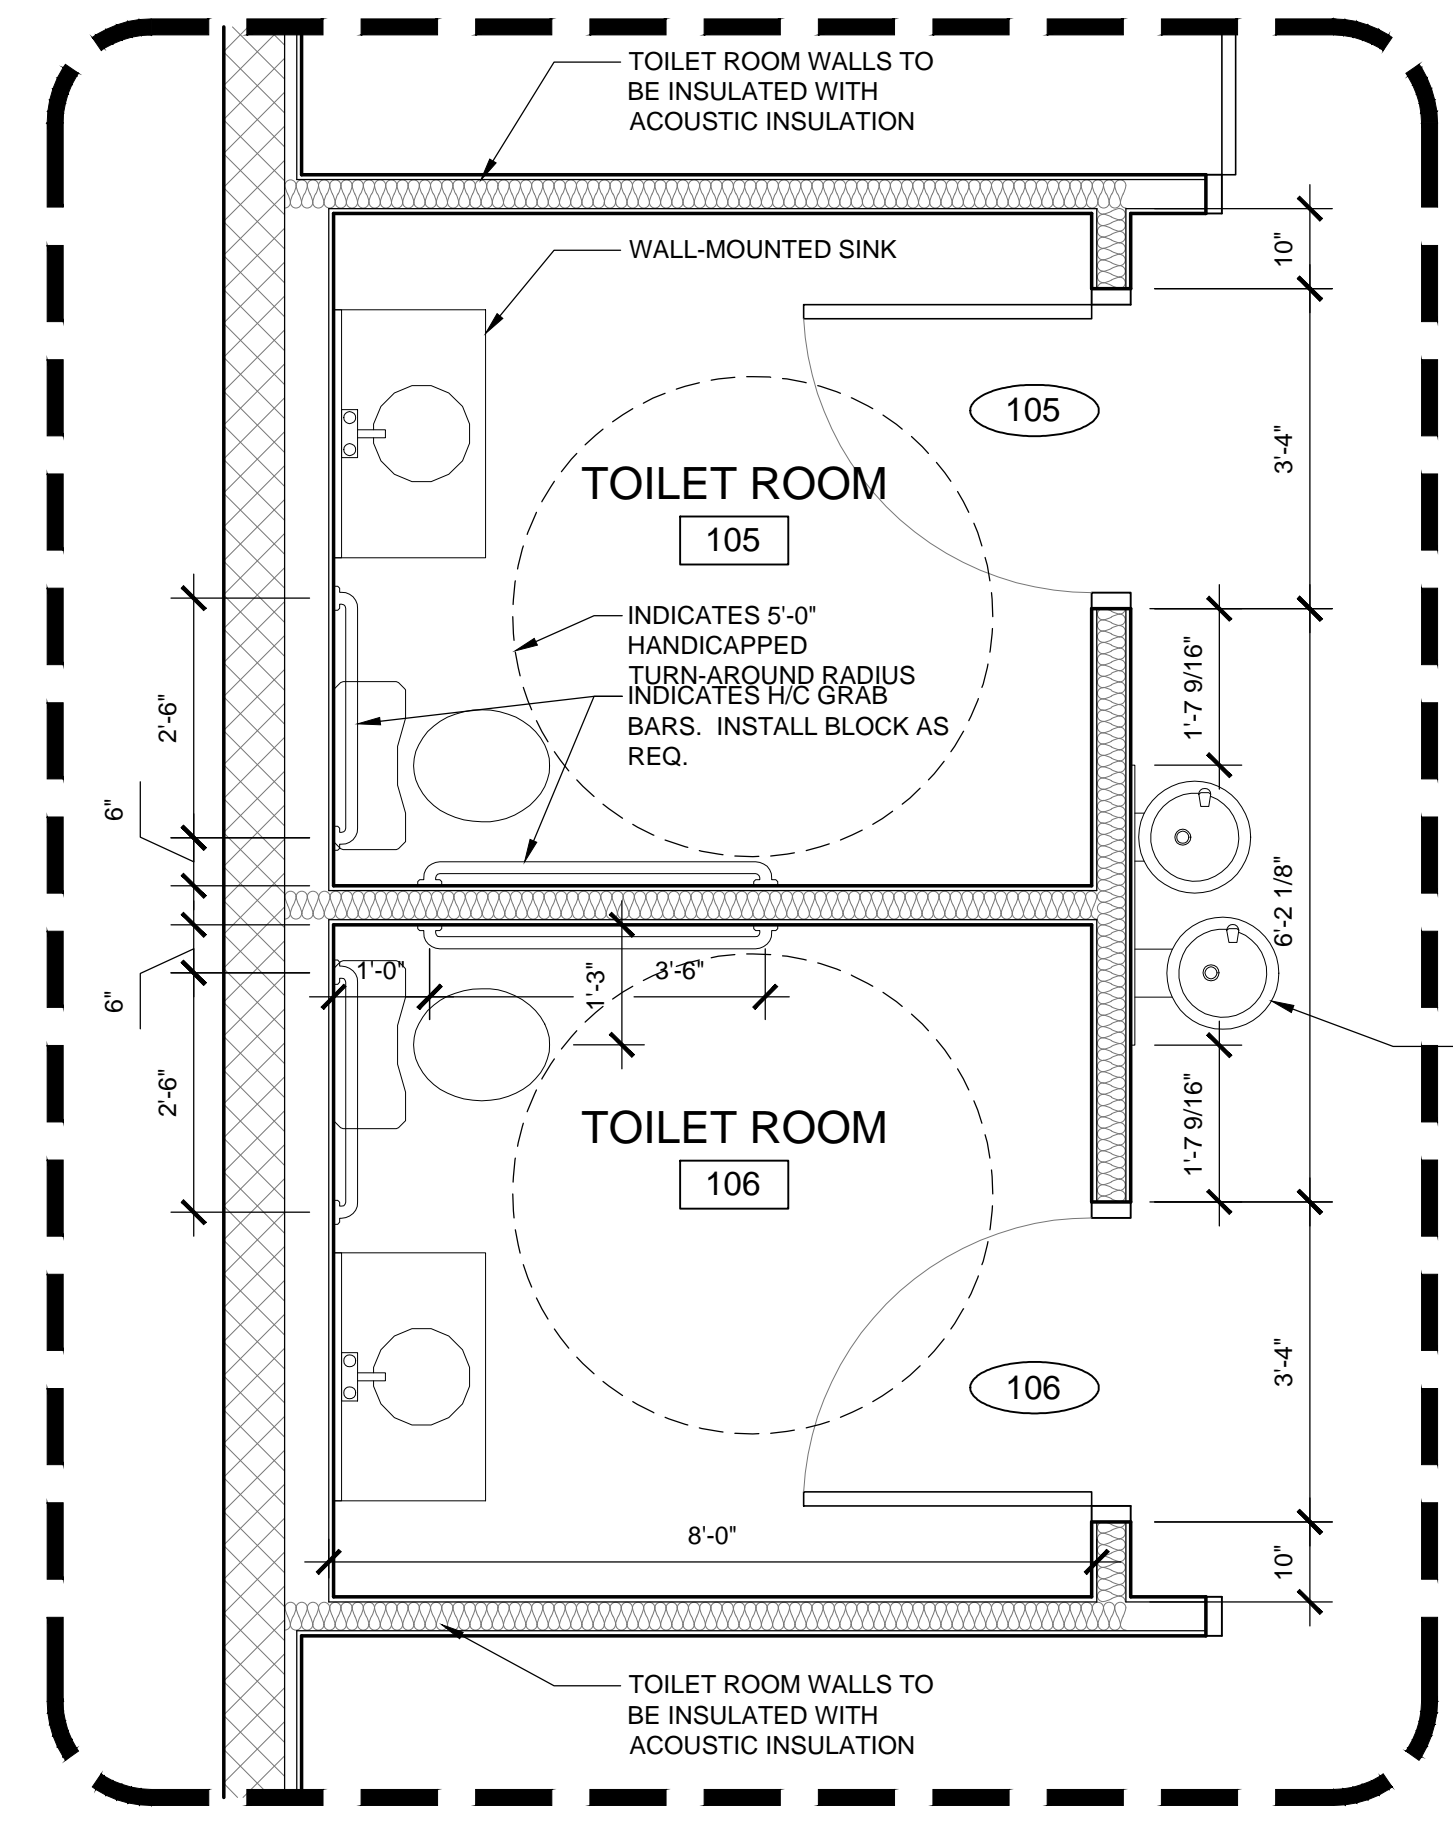 TOILET ROOM WALLS TO
BE INSULATED WITH
ACOUSTIC INSULATION
WALL-MOUNTED SINK
10"
105
3'-4"
TOILET ROOM
105
INDICATES 5'-0"
HANDICAPPED
TURN-AROUND RADIUS
INDICATES H/C GRAB
BARS. INSTALL BLOCK AS
REQ.
2'-6"
6"
1'-7 9/16"
6'-2 1/8"
6"
1'-0"
1'-3"
3'-6"
2'-6"
1'-7 9/16"
TOILET ROOM
106
106
3'-4"
8'-0"
10"
TOILET ROOM WALLS TO
BE INSULATED WITH
ACOUSTIC INSULATION